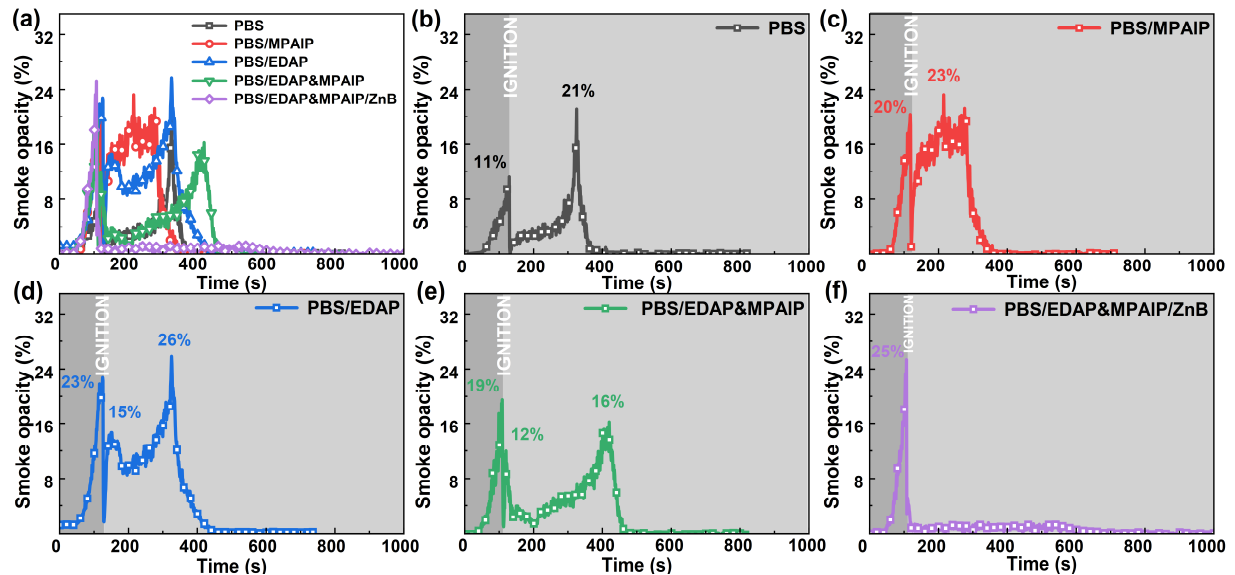 (a)
PBS
PBS/MPAIP
PBS/EDAP
PBS/EDAP&MPAIP
PBS/EDAP&MPAIP/ZnB
32
24
16
8
Smoke opacity (%)
0 200 400 600 800 1000
Time (s)
(b)
IGNITION
PBS
11%
21%
32
24
16
8
Smoke opacity (%)
0 200 400 600 800 1000
Time (s)
(c)
IGNITION
PBS/MPAIP
20%
23%
32
24
16
8
Smoke opacity (%)
0 200 400 600 800 1000
Time (s)
(d)
IGNITION
PBS/EDAP
23%
15%
26%
32
24
16
8
Smoke opacity (%)
0 200 400 600 800 1000
Time (s)
(e)
IGNITION
PBS/EDAP&MPAIP
19%
12%
16%
32
24
16
8
Smoke opacity (%)
0 200 400 600 800 1000
Time (s)
(f)
IGNITION
PBS/EDAP&MPAIP/ZnB
25%
32
24
16
8
Smoke opacity (%)
0 200 400 600 800 1000
Time (s)